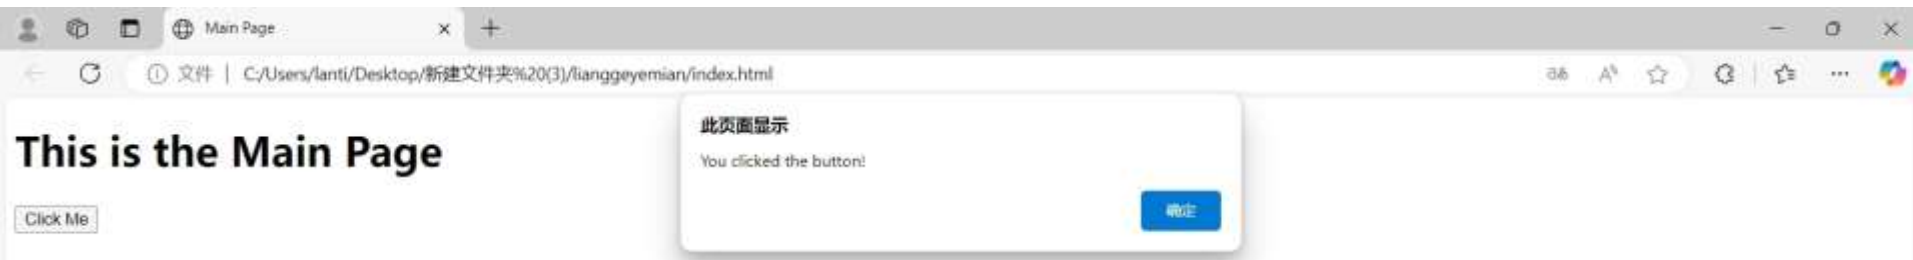 Main Page
文件 | C:/Users/lanti/Desktop/新建文件夹%20(3)/lianggeyemian/index.html
This is the Main Page
Click Me
此页面显示
You clicked the button!
确定